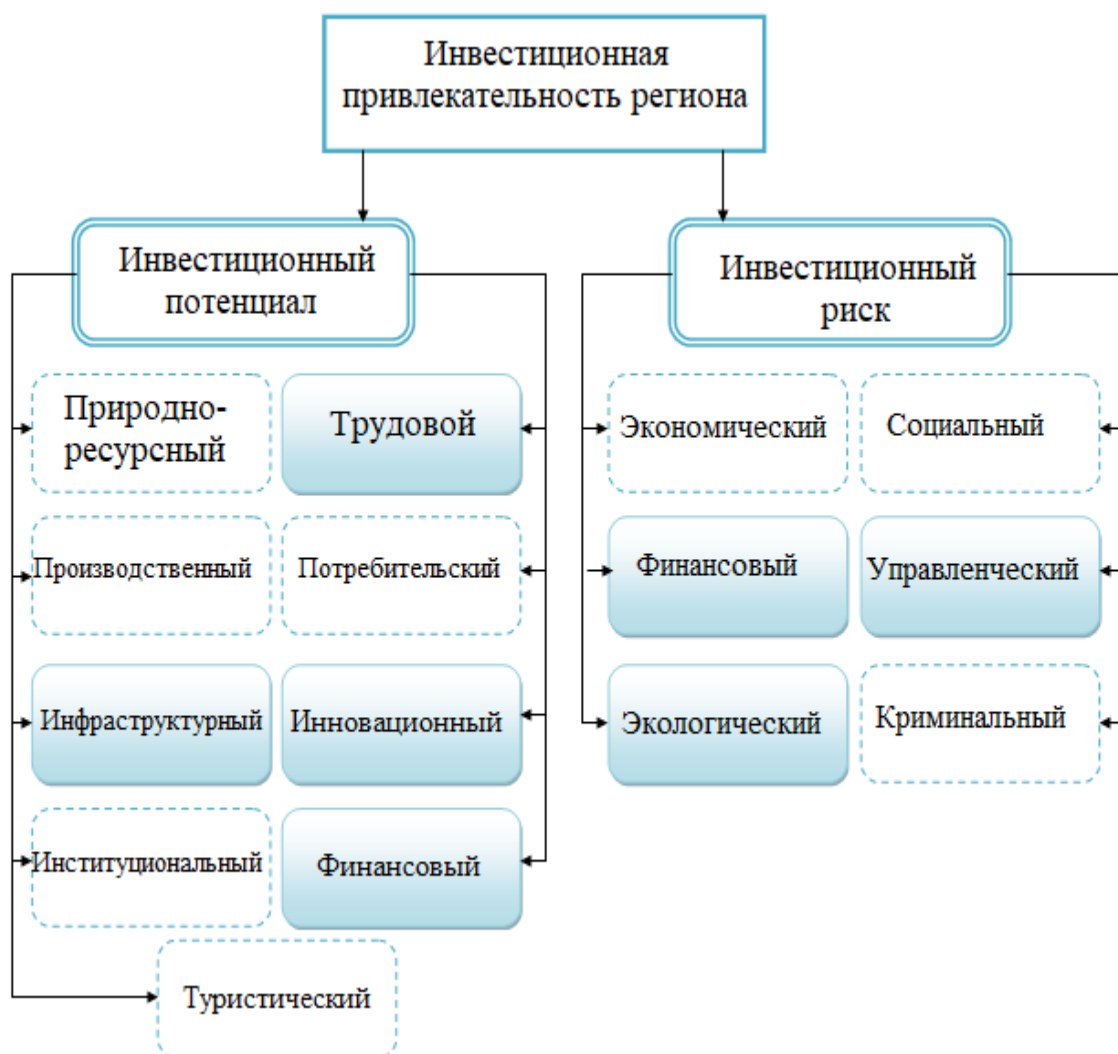 Инвестиционная
привлекательность региона
Инвестиционный
потенциал
Инвестиционный
риск
Природно-
ресурсный
Трудовой
Экономический
Социальный
Производственный
Потребительский
Финансовый
Управленческий
Инфраструктурный
Инновационный
Экологический
Криминальный
Институциональный
Финансовый
Туристический